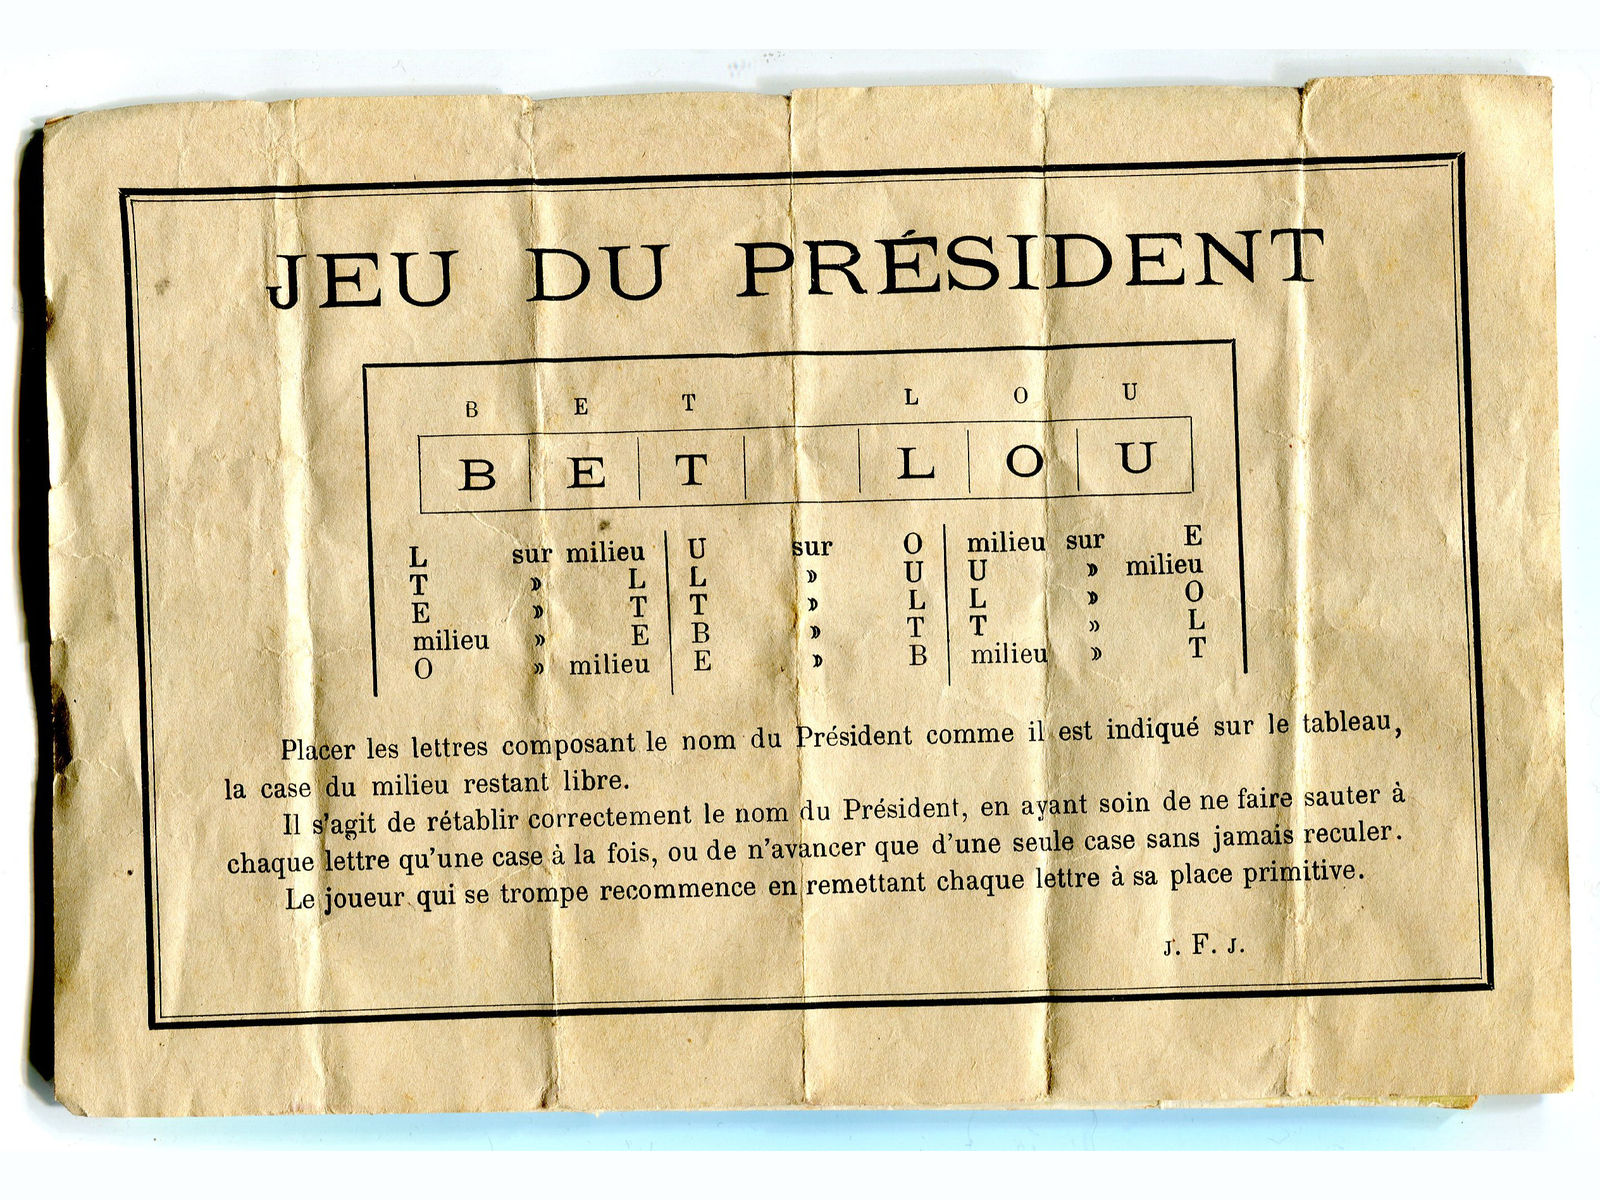 JEU DU PRÉSIDENT
B E T L O U
B E T L O U
L sur milieu U sur O milieu sur E
T » L L » U U » milieu
E » T T » L L » O
milieu » E B » T T » L
O » milieu E » B milieu » T
Placer les lettres composant le nom du Président comme il est indiqué sur le tableau,
la case du milieu restant libre.
Il s'agit de rétablir correctement le nom du Président, en ayant soin de ne faire sauter à
chaque lettre qu'une case à la fois, ou de n'avancer que d'une seule case sans jamais reculer.
Le joueur qui se trompe recommence en remettant chaque lettre à sa place primitive.
J. F. J.